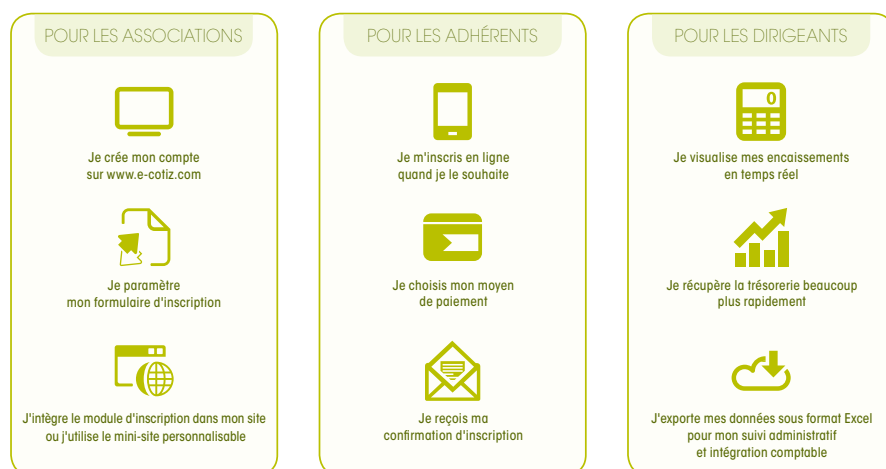 POUR LES ASSOCIATIONS
Je crée mon compte
sur www.e-cotiz.com
Je paramètre
mon formulaire d'inscription
J'intègre le module d'inscription dans mon site
ou j'utilise le mini-site personnalisable
POUR LES ADHÉRENTS
Je m'inscris en ligne
quand je le souhaite
Je choisis mon moyen
de paiement
Je reçois ma
confirmation d'inscription
POUR LES DIRIGEANTS
0
Je visualise mes encaissements
en temps réel
Je récupère la trésorerie beaucoup
plus rapidement
J'exporte mes données sous format Excel
pour mon suivi administratif
et intégration comptable